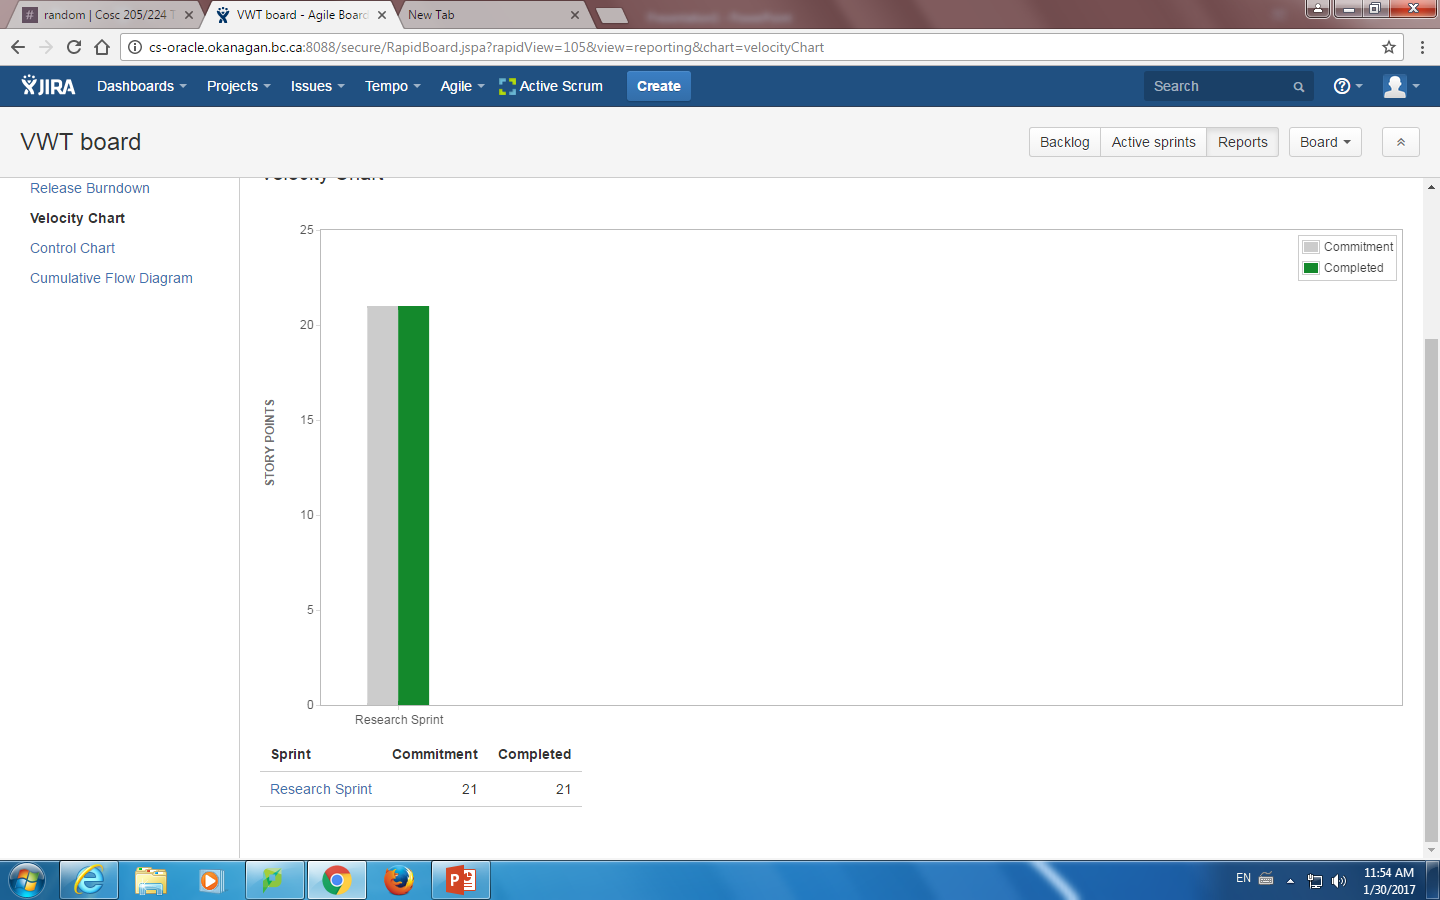 random | Cosc 205/224 T
VWT board - Agile Board
New Tab
cs-oracle.okanagan.bc.ca:8088/secure/RapidBoard.jspa?rapidView=105&view=reporting&chart=velocityChart
JIRA Dashboards Projects Issues Tempo Agile Active Scrum Create Search
VWT board
Backlog Active sprints Reports Board
Release Burndown
Velocity Chart
Control Chart
Cumulative Flow Diagram
Velocity Chart
25
20
15
10
5
0
STORY POINTS
Commitment
Completed
Research Sprint
Sprint Commitment Completed
Research Sprint 21 21
EN
11:54 AM
1/30/2017